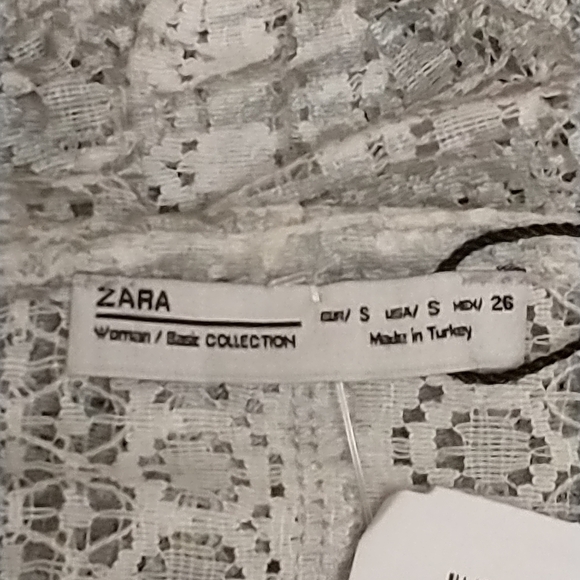 ZARA
Woman / Basic COLLECTION
EUR/ S USA/ S MEX/ 26
Made in Turkey